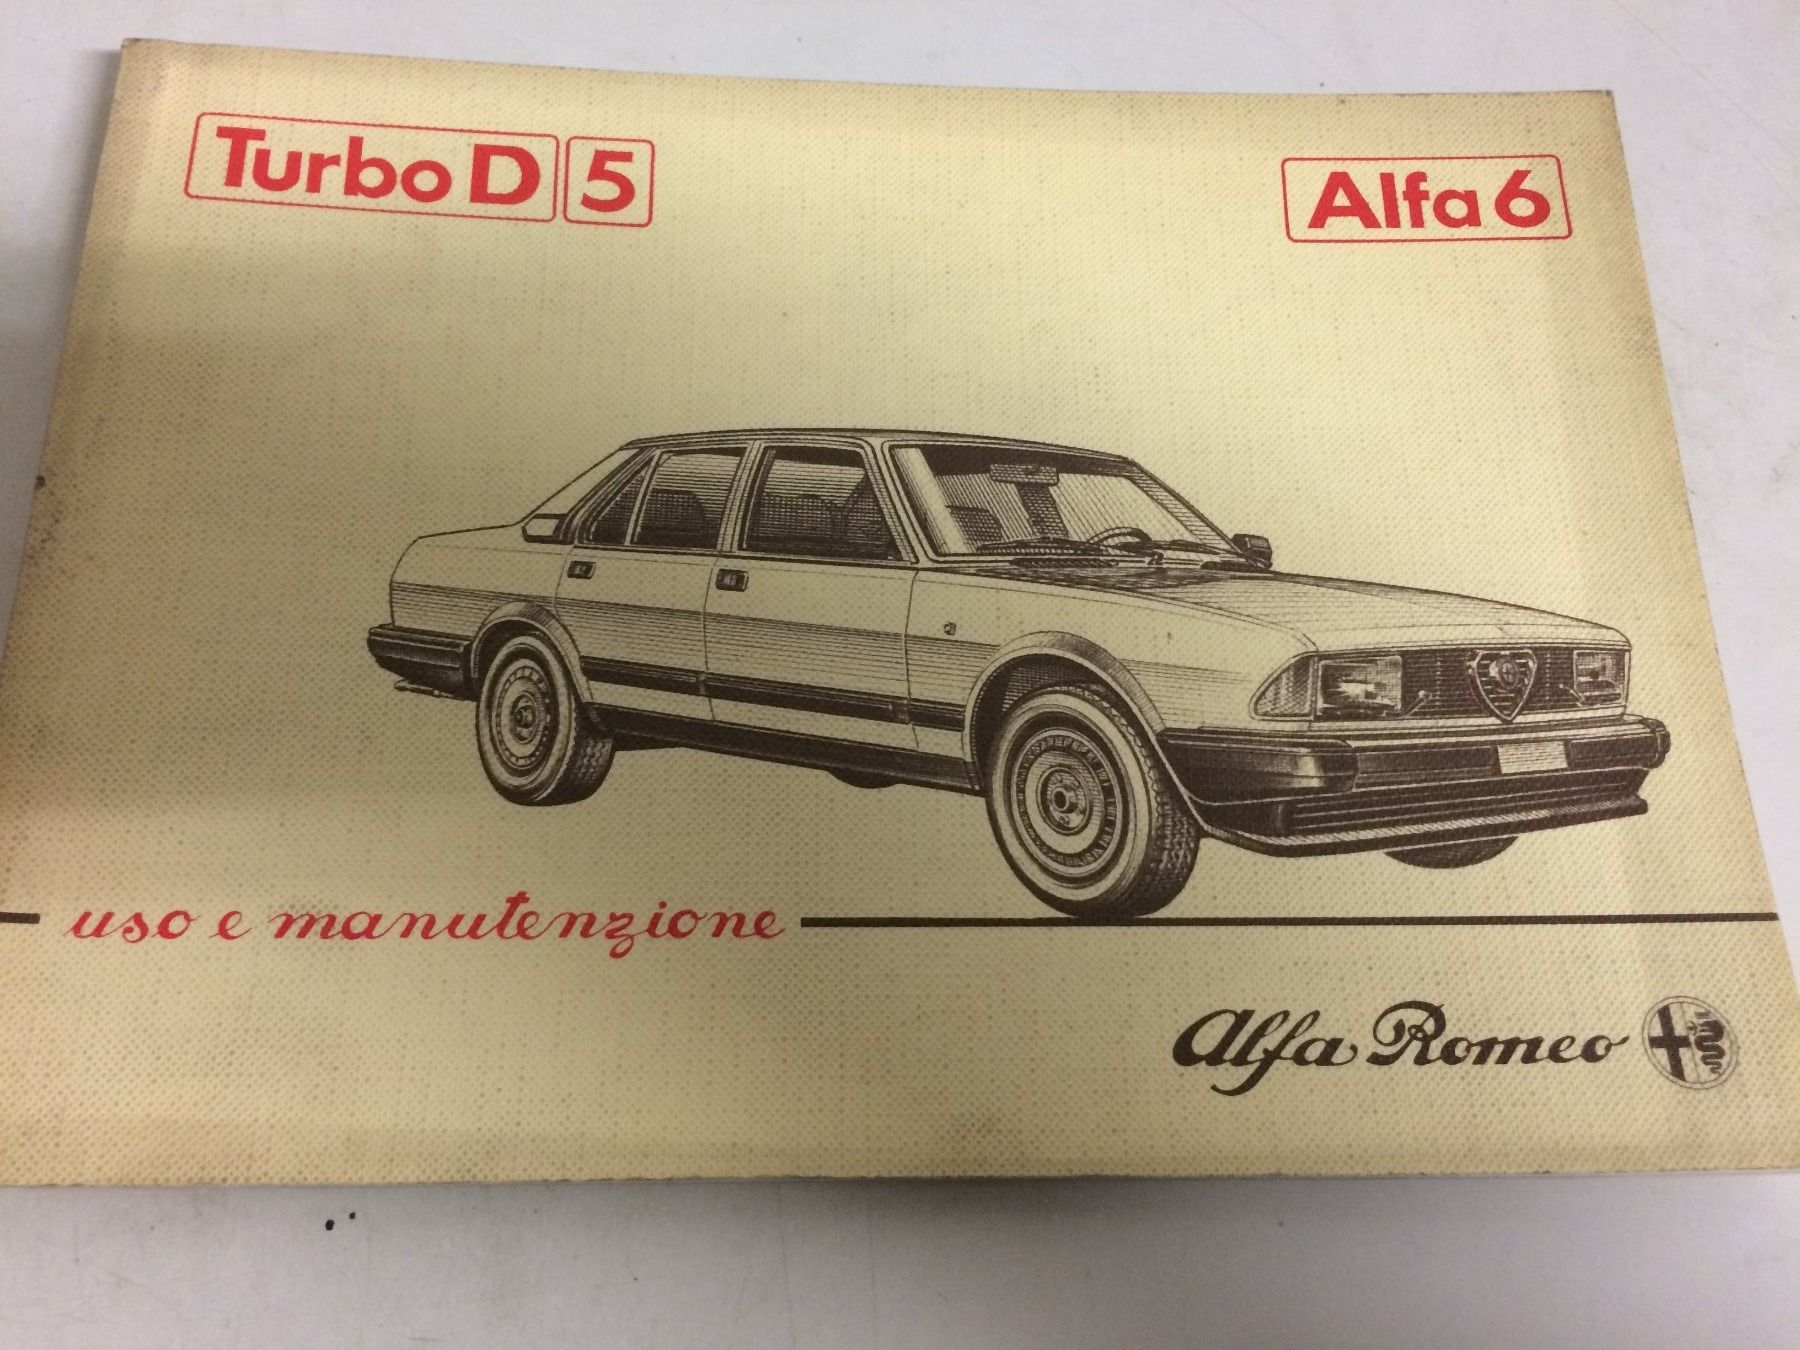 Turbo D 5
Alfa 6
uso e manutenzione
Alfa Romeo